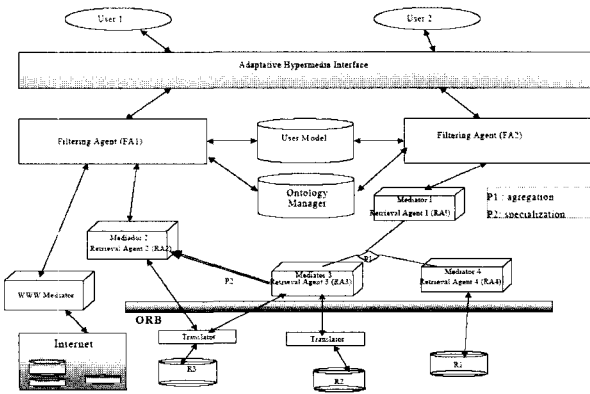 User 1
User 2
Adaptative Hypermedia Interface
Filtering Agent (FA1)
User Model
Filtering Agent (FA2)
Ontology
Manager
Mediator 1
Retrieval Agent 1 (RA1)
P1 : agregation
P2: specialization
Mediador 2
Retrieval Agent 2 (RA2)
P1
P2
Mediator 3
Retrieval Agent 3 (RA3)
Mediator 4
Retrieval Agent 4 (RA4)
WWW Mediator
ORB
Internet
Translator
Translator
R3
R2
R1